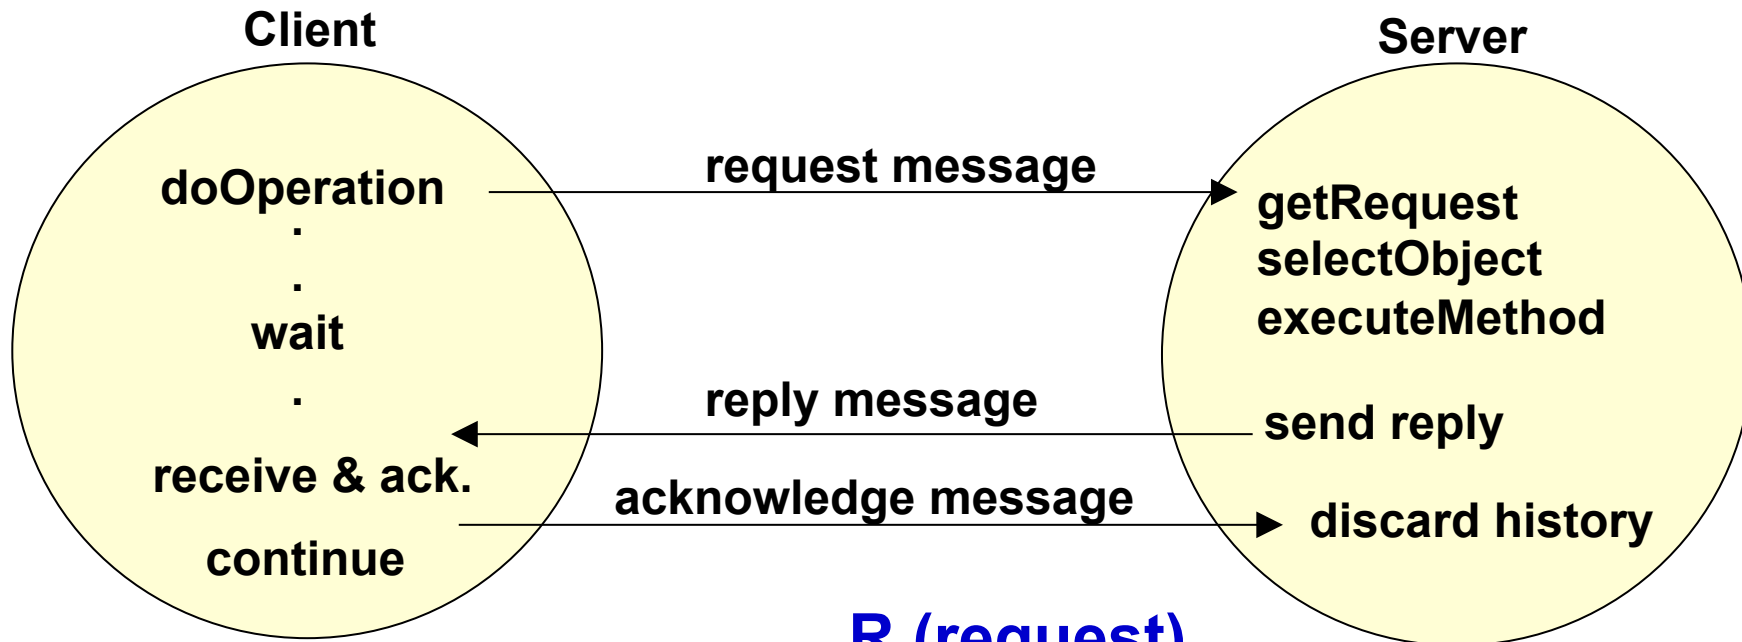 Client
Server
doOperation
.
.
wait
.
receive & ack.
continue
request message
reply message
acknowledge message
getRequest
selectObject
executeMethod
send reply
discard history
R (request)